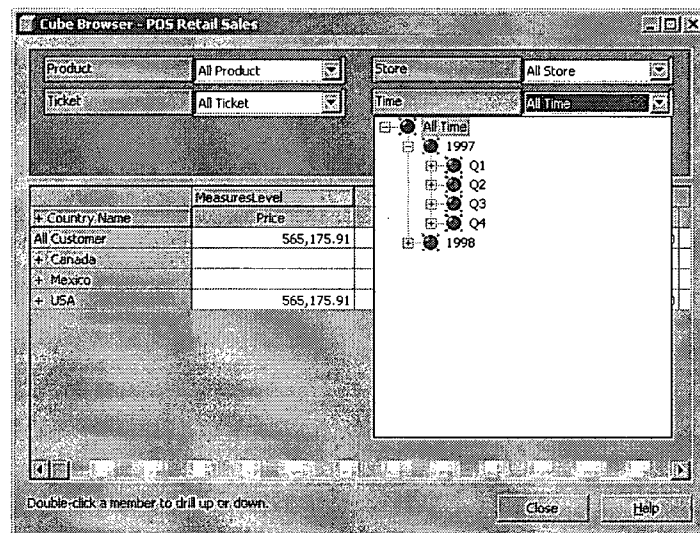 Cube Browser - POS Retail Sales
Product All Product Store All Store
Ticket All Ticket Time All Time
All Time
1997
Q1
Q2
Q3
Q4
1998
MeasuresLevel
+ Country Name Price
All Customer 565,175.91
+ Canada
+ Mexico
+ USA 565,175.91
Double-click a member to drill up or down.
Close Help